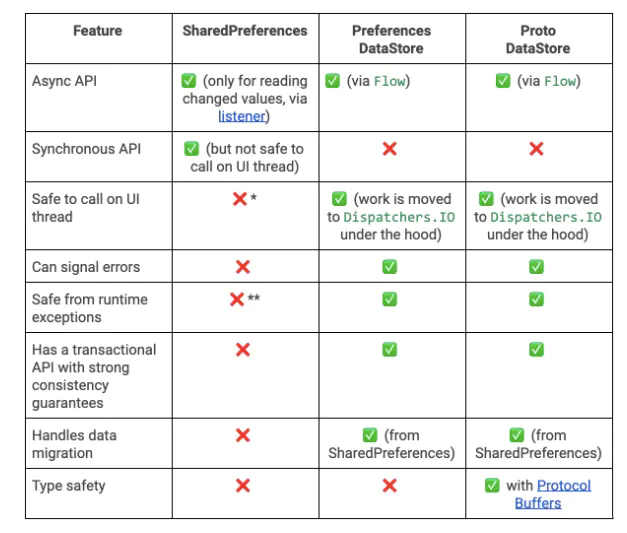 Feature SharedPreferences Preferences DataStore Proto DataStore
Async API ✅ (only for reading changed values, via listener) ✅ (via Flow) ✅ (via Flow)
Synchronous API ✅ (but not safe to call on UI thread) ❌ ❌
Safe to call on UI thread ❌* ✅ (work is moved to Dispatchers.IO under the hood) ✅ (work is moved to Dispatchers.IO under the hood)
Can signal errors ❌ ✅ ✅
Safe from runtime exceptions ❌** ✅ ✅
Has a transactional API with strong consistency guarantees ❌ ✅ ✅
Handles data migration ❌ ✅ (from SharedPreferences) ✅ (from SharedPreferences)
Type safety ❌ ❌ ✅ with Protocol Buffers